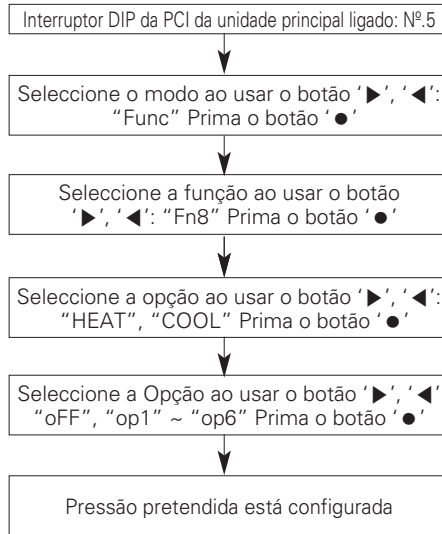 Interruptor DIP da PCI da unidade principal ligado: Nº.5
Seleccione o modo ao usar o botão ‘▶’, ‘◀’:
“Func” Prima o botão ‘●’
Seleccione a função ao usar o botão
‘▶’, ‘◀’: “Fn8” Prima o botão ‘●’
Seleccione a opção ao usar o botão ‘▶’, ‘◀’:
“HEAT”, “COOL” Prima o botão ‘●’
Seleccione a Opção ao usar o botão ‘▶’, ‘◀’
“oFF”, “op1” ~ “op6” Prima o botão ‘●’
Pressão pretendida está configurada